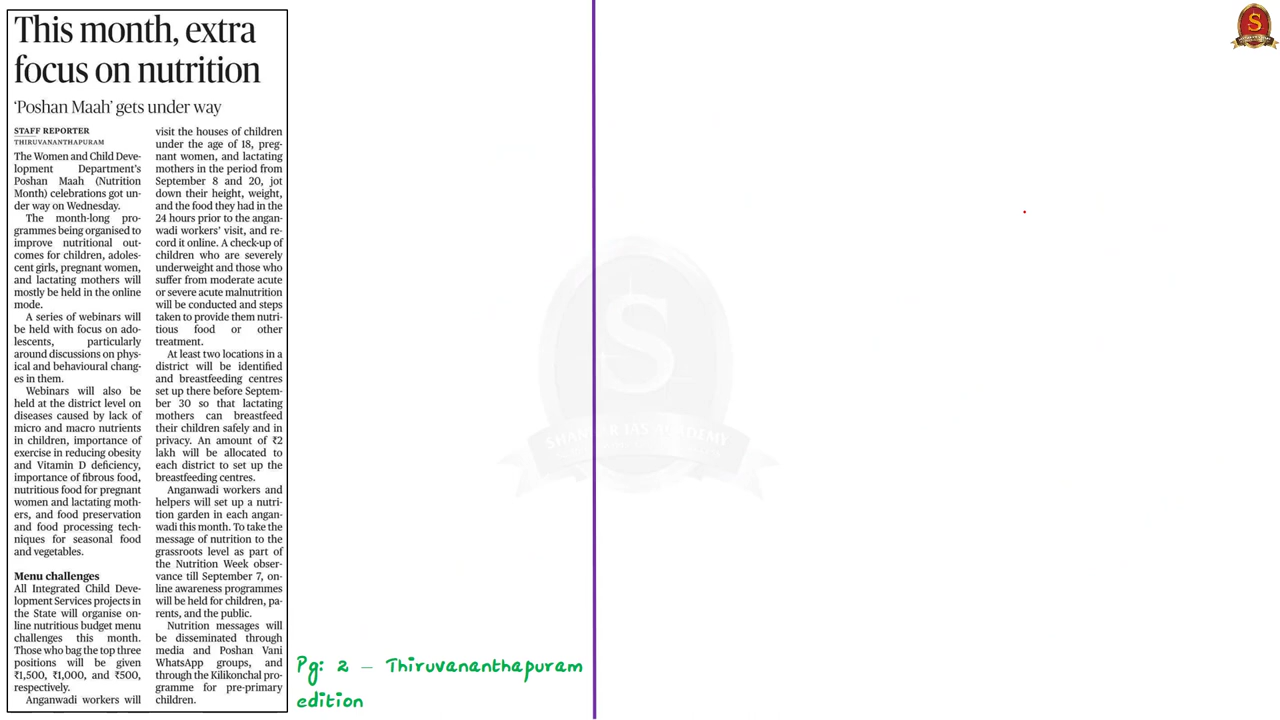 This month, extra
focus on nutrition
‘Poshan Maah’ gets under way
STAFF REPORTER
THIRUVANANTHAPURAM
The Women and Child Deve-
lopment Department’s
Poshan Maah (Nutrition
Month) celebrations got un-
der way on Wednesday.
The month-long pro-
grammes being organised to
improve nutritional out-
comes for children, adoles-
cent girls, pregnant women,
and lactating mothers will
mostly be held in the online
mode.
A series of webinars will
be held with focus on ado-
lescents, particularly
around discussions on phys-
ical and behavioural chang-
es in them.
Webinars will also be
held at the district level on
diseases caused by lack of
micro and macro nutrients
in children, importance of
exercise in reducing obesity
and Vitamin D deficiency,
importance of fibrous food,
nutritious food for pregnant
women and lactating moth-
ers, and food preservation
and food processing tech-
niques for seasonal food
and vegetables.
Menu challenges
All Integrated Child Deve-
lopment Services projects in
the State will organise on-
line nutritious budget menu
challenges this month.
Those who bag the top three
positions will be given
₹1,500, ₹1,000, and ₹500,
respectively.
Anganwadi workers will
visit the houses of children
under the age of 18, preg-
nant women, and lactating
mothers in the period from
September 8 and 20, jot
down their height, weight,
and the food they had in the
24 hours prior to the angan-
wadi workers’ visit, and re-
cord it online. A check-up of
children who are severely
underweight and those who
suffer from moderate acute
or severe acute malnutrition
will be conducted and steps
taken to provide them nutri-
tious food or other
treatment.
At least two locations in a
district will be identified
and breastfeeding centres
set up there before Septem-
ber 30 so that lactating
mothers can breastfeed
their children safely and in
privacy. An amount of ₹2
lakh will be allocated to
each district to set up the
breastfeeding centres.
Anganwadi workers and
helpers will set up a nutri-
tion garden in each angan-
wadi this month. To take the
message of nutrition to the
grassroots level as part of
the Nutrition Week obser-
vance till September 7, on-
line awareness programmes
will be held for children, pa-
rents, and the public.
Nutrition messages will
be disseminated through
media and Poshan Vani
WhatsApp groups, and
through the Kilikonchal pro-
gramme for pre-primary
children.
Pg: 2 – Thiruvananthapuram
edition
S
SHANKAR IAS ACADEMY
S